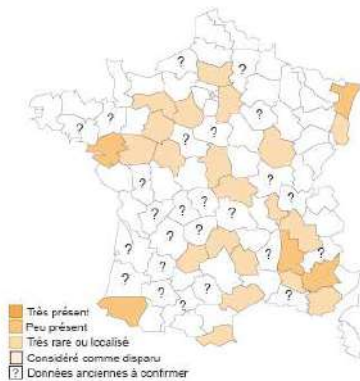 ? ?
?
? ?
? ?
?
?
? ? ? ?
? ? ?
? ? ? ?
? ? ? ?
Très présent
Peu présent
Très rare ou localisé
Considéré comme disparu
? Données anciennes à confirmer